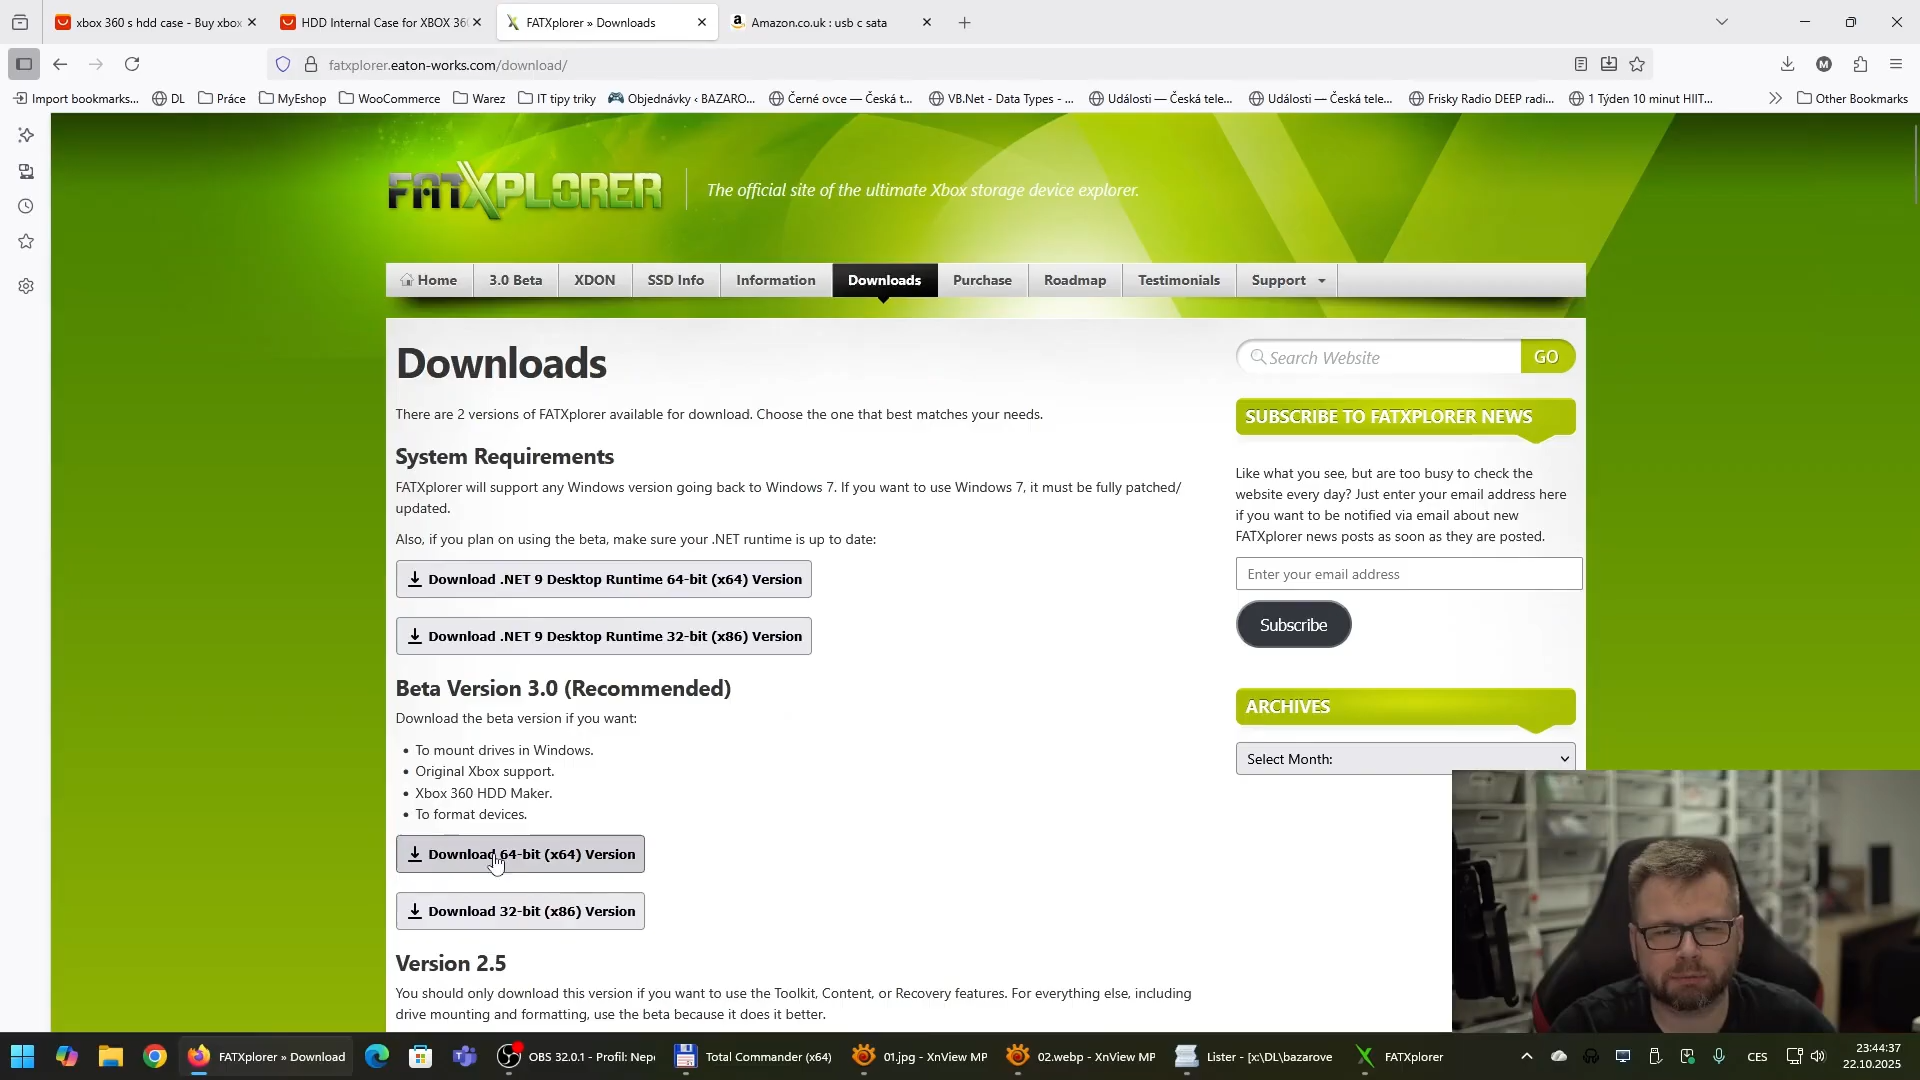 xbox 360 s hdd case - Buy xbox
HDD Internal Case for XBOX 36
FATXplorer » Downloads
Amazon.co.uk : usb c sata
fatxplorer.eaton-works.com/download/
Import bookmarks...
DL
Práce
MyEshop
WooCommerce
Warez
IT tipy triky
Objednávky ‹ BAZARO...
Černé ovce — Česká t...
VB.Net - Data Types - ...
Události — Česká tele...
Události — Česká tele...
Frisky Radio DEEP radi...
1 Týden 10 minut HIIT...
Other Bookmarks
FATXPLORER
The official site of the ultimate Xbox storage device explorer.
Home
3.0 Beta
XDON
SSD Info
Information
Downloads
Purchase
Roadmap
Testimonials
Support
Downloads
There are 2 versions of FATXplorer available for download. Choose the one that best matches your needs.
System Requirements
FATXplorer will support any Windows version going back to Windows 7. If you want to use Windows 7, it must be fully patched/
updated.
Also, if you plan on using the beta, make sure your .NET runtime is up to date:
Download .NET 9 Desktop Runtime 64-bit (x64) Version
Download .NET 9 Desktop Runtime 32-bit (x86) Version
Beta Version 3.0 (Recommended)
Download the beta version if you want:
• To mount drives in Windows.
• Original Xbox support.
• Xbox 360 HDD Maker.
• To format devices.
Download 64-bit (x64) Version
Download 32-bit (x86) Version
Version 2.5
You should only download this version if you want to use the Toolkit, Content, or Recovery features. For everything else, including
drive mounting and formatting, use the beta because it does it better.
Search Website
GO
SUBSCRIBE TO FATXPLORER NEWS
Like what you see, but are too busy to check the
website every day? Just enter your email address here
if you want to be notified via email about new
FATXplorer news posts as soon as they are posted.
Enter your email address
Subscribe
ARCHIVES
Select Month:
FATXplorer » Download
OBS 32.0.1 - Profil: Nepo
Total Commander (x64)
01.jpg - XnView MP
02.webp - XnView MP
Lister - [x:\DL\bazarove
FATXplorer
CES
23:44:37
22.10.2025